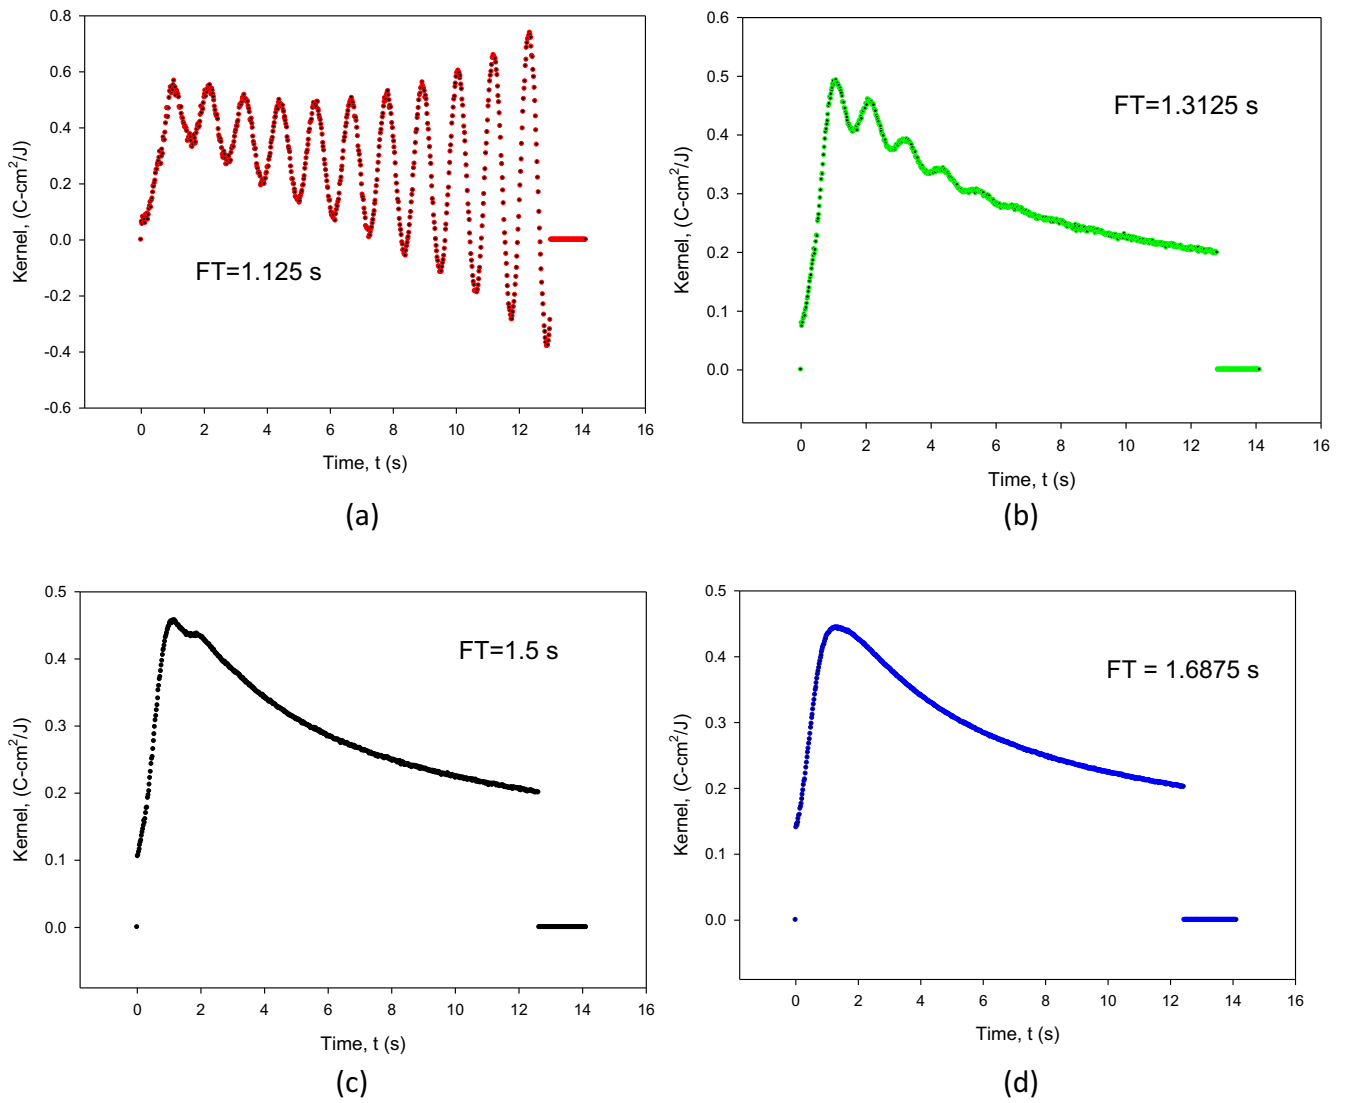 0.8
0.6
0.4
0.2
0.0
-0.2
-0.4
-0.6
Kernel, (C-cm²/J)
FT=1.125 s
0 2 4 6 8 10 12 14 16
Time, t (s)
(a)
0.6
0.5
0.4
0.3
0.2
0.1
0.0
Kernel, (C-cm²/J)
FT=1.3125 s
0 2 4 6 8 10 12 14 16
Time, t (s)
(b)
0.5
0.4
0.3
0.2
0.1
0.0
Kernel, (C-cm²/J)
FT=1.5 s
0 2 4 6 8 10 12 14 16
Time, t (s)
(c)
0.5
0.4
0.3
0.2
0.1
0.0
Kernel, (C-cm²/J)
FT = 1.6875 s
0 2 4 6 8 10 12 14 16
Time, t (s)
(d)